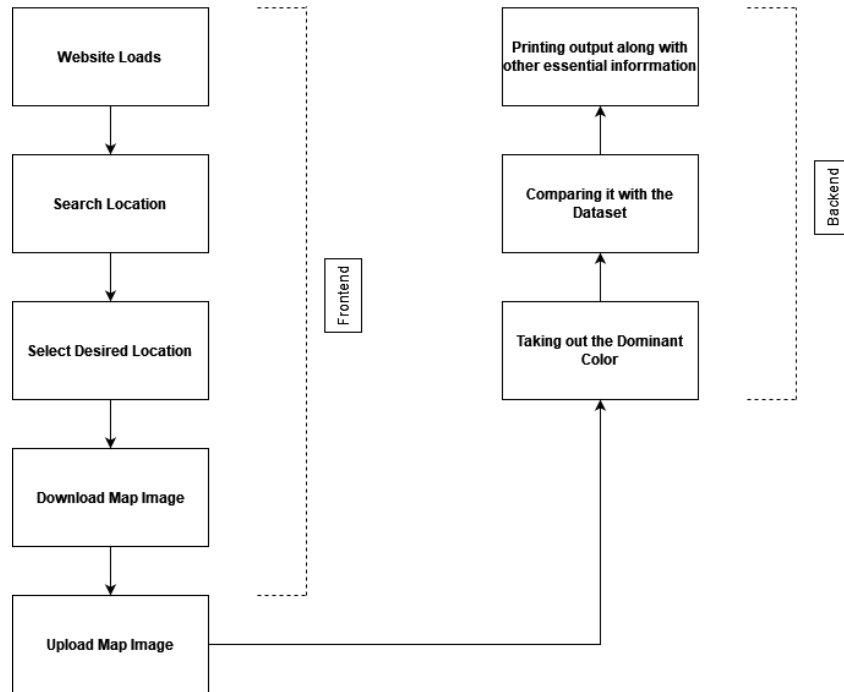 Website Loads
Search Location
Select Desired Location
Download Map Image
Upload Map Image
Frontend
Printing output along with
other essential inforrmation
Comparing it with the
Dataset
Taking out the Dominant
Color
Backend